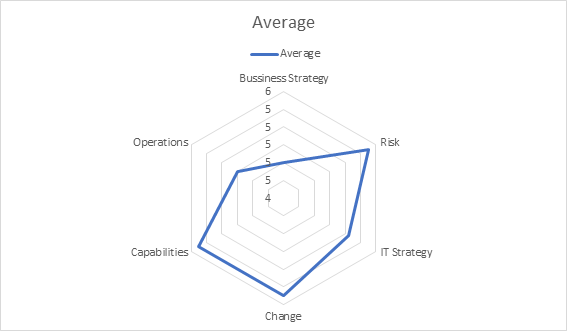 Average
Average
Bussiness Strategy
6
5
5
5
5
5
4
Operations
Risk
Capabilities
IT Strategy
Change